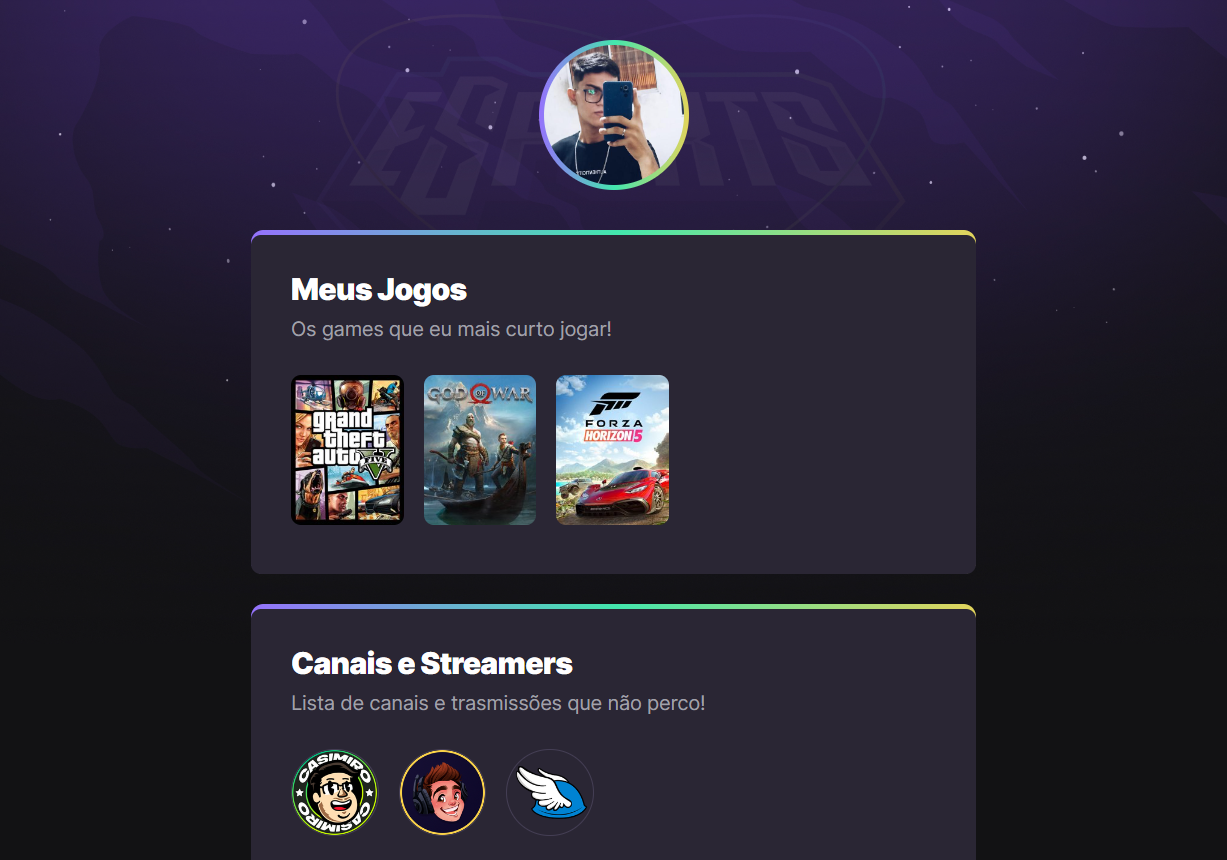 ESPORTS
Meus Jogos
Os games que eu mais curto jogar!
grand
theft
auto
V
FIVE
GOD OF WAR
FORZA
HORIZON 5
Canais e Streamers
Lista de canais e trasmissões que não perco!
CASIMIRO
CASIMIRO